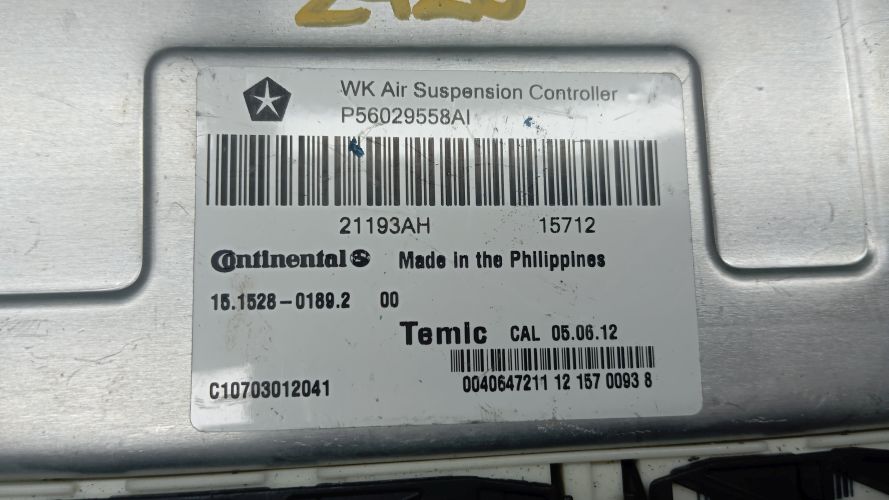 WK Air Suspension Controller
P56029558AI
21193AH 15712
Continental Made in the Philippines
15.1528-0189.2 00
Temic CAL 05.06.12
C10703012041 0040647211 12 157 0093 8